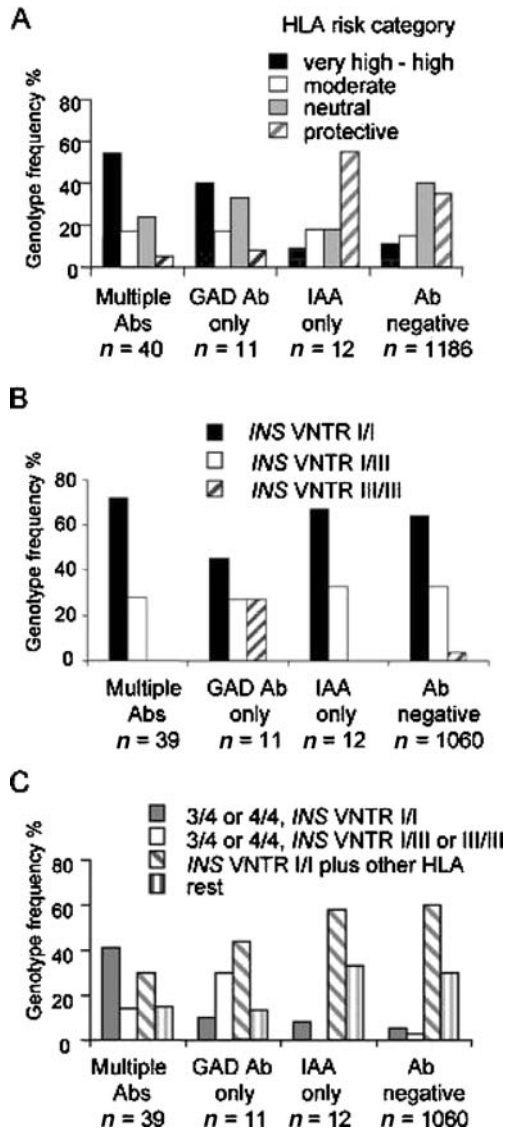 A
HLA risk category
very high - high
moderate
neutral
protective
Genotype frequency %
80
60
40
20
0
Multiple Abs n = 40
GAD Ab only n = 11
IAA only n = 12
Ab negative n = 1186
B
INS VNTR I/I
INS VNTR I/III
INS VNTR III/III
Genotype frequency %
80
60
40
20
0
Multiple Abs n = 39
GAD Ab only n = 11
IAA only n = 12
Ab negative n = 1060
C
3/4 or 4/4, INS VNTR I/I
3/4 or 4/4, INS VNTR I/III or III/III
INS VNTR I/I plus other HLA
rest
Genotype frequency %
80
60
40
20
0
Multiple Abs n = 39
GAD Ab only n = 11
IAA only n = 12
Ab negative n = 1060